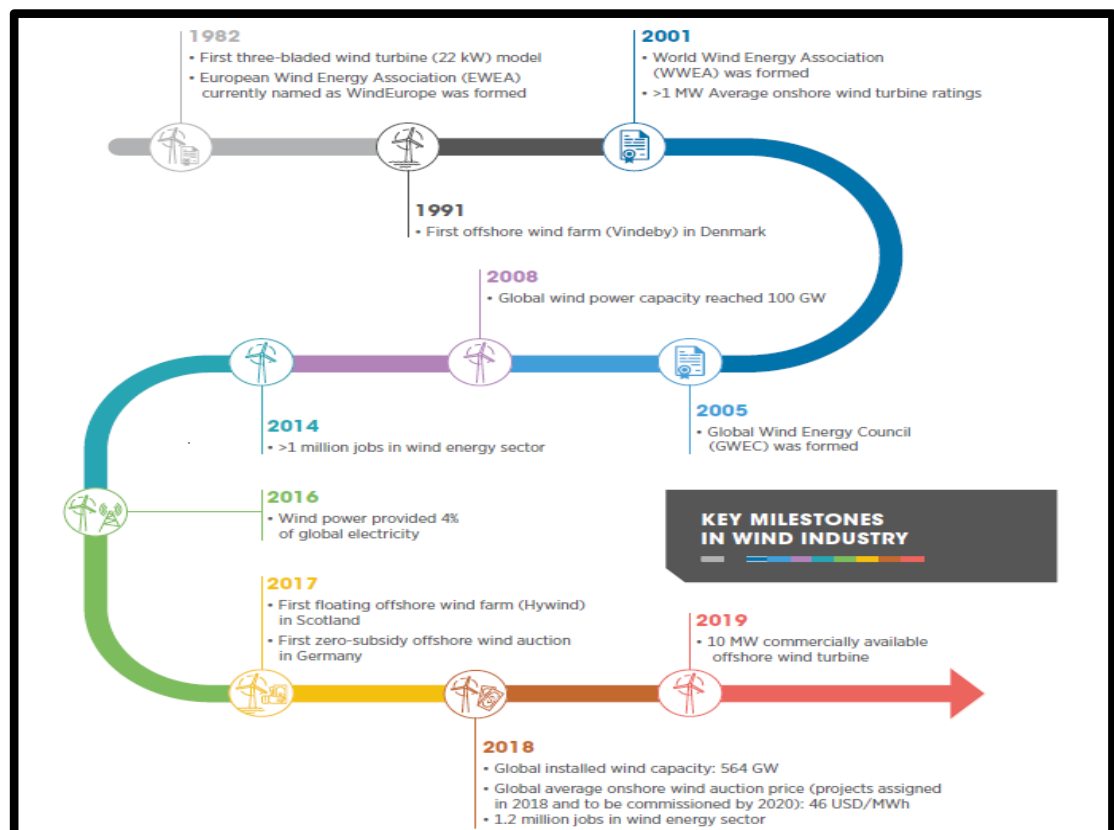 1982
• First three-bladed wind turbine (22 kW) model
• European Wind Energy Association (EWEA)
currently named as WindEurope was formed
2001
• World Wind Energy Association
(WWEA) was formed
• >1 MW Average onshore wind turbine ratings
1991
• First offshore wind farm (Vindeby) in Denmark
2008
• Global wind power capacity reached 100 GW
2005
• Global Wind Energy Council
(GWEC) was formed
2014
• >1 million jobs in wind energy sector
2016
• Wind power provided 4%
of global electricity
KEY MILESTONES
IN WIND INDUSTRY
2017
• First floating offshore wind farm (Hywind)
in Scotland
• First zero-subsidy offshore wind auction
in Germany
2019
• 10 MW commercially available
offshore wind turbine
2018
• Global installed wind capacity: 564 GW
• Global average onshore wind auction price (projects assigned
in 2018 and to be commissioned by 2020): 46 USD/MWh
• 1.2 million jobs in wind energy sector